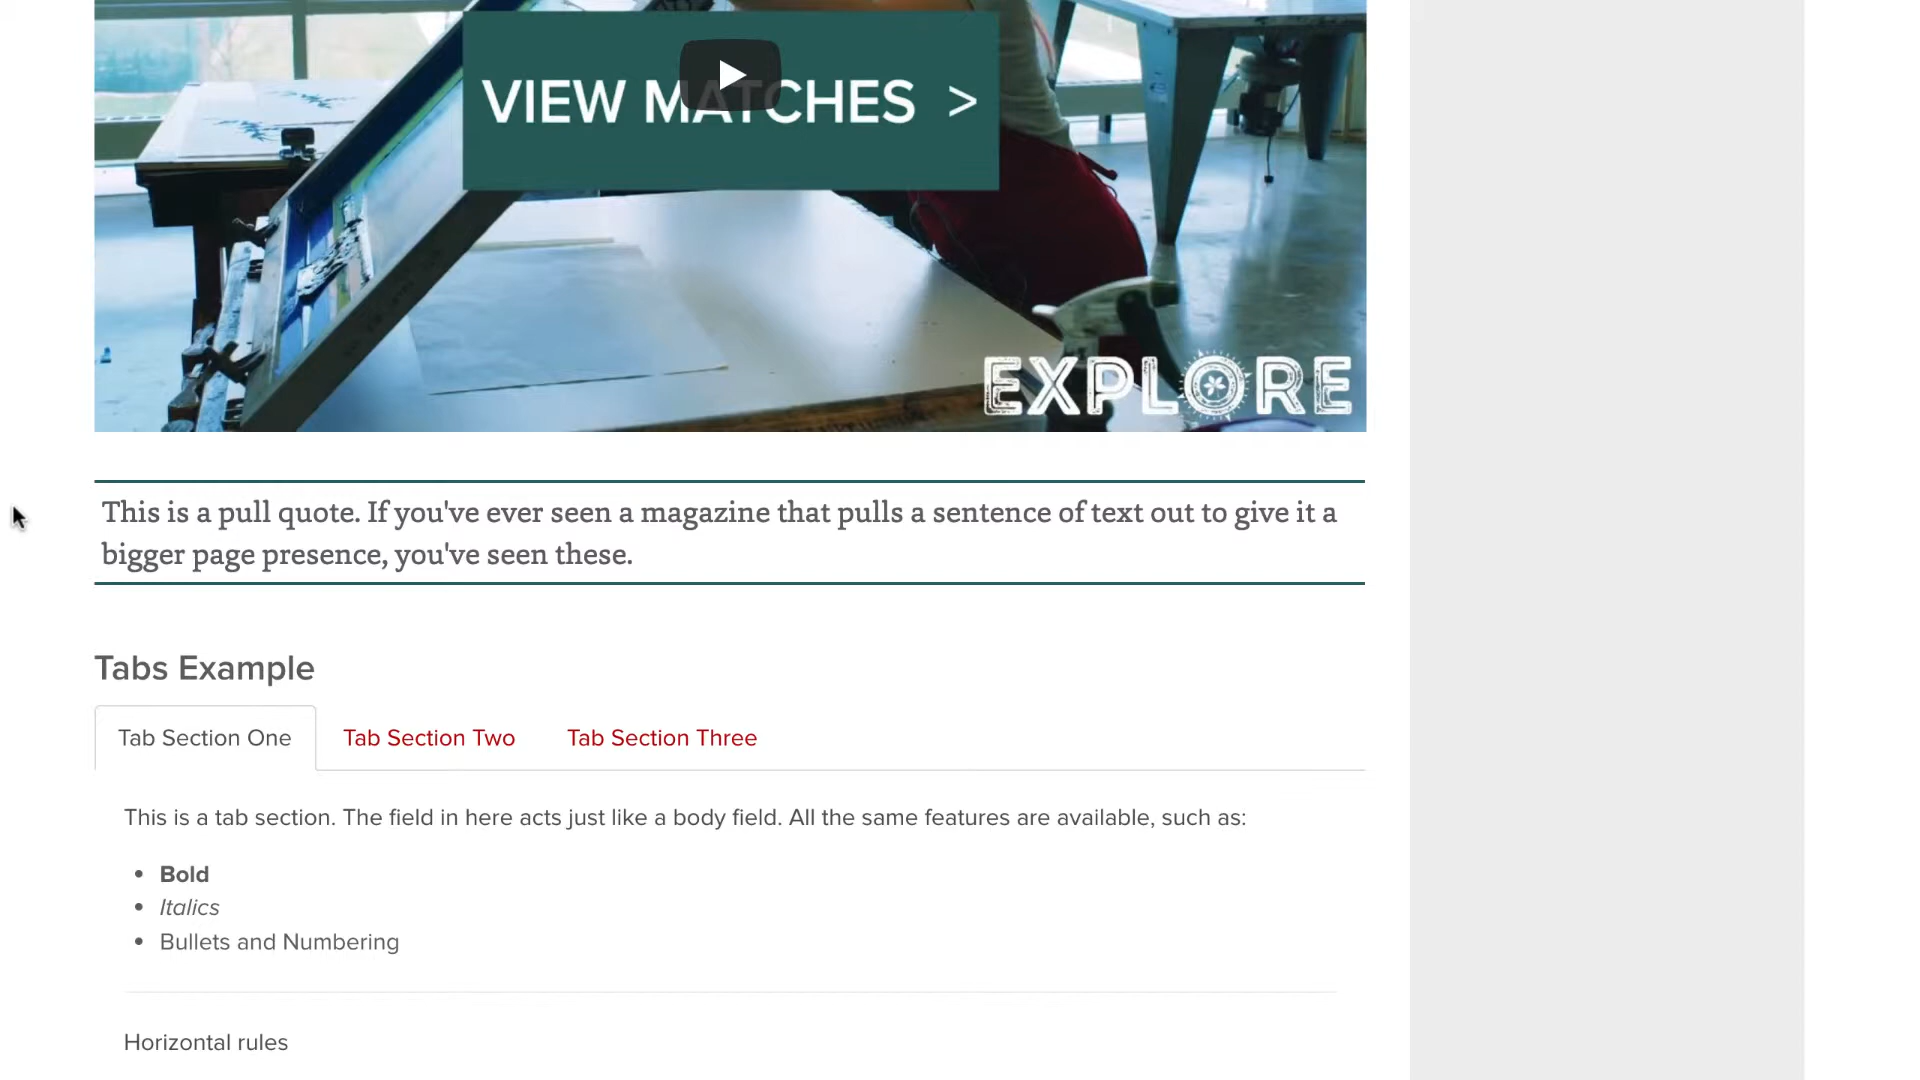 VIEW MATCHES >
EXPLORE
This is a pull quote. If you've ever seen a magazine that pulls a sentence of text out to give it a
bigger page presence, you've seen these.
Tabs Example
Tab Section One Tab Section Two Tab Section Three
This is a tab section. The field in here acts just like a body field. All the same features are available, such as:
• Bold
• Italics
• Bullets and Numbering
Horizontal rules